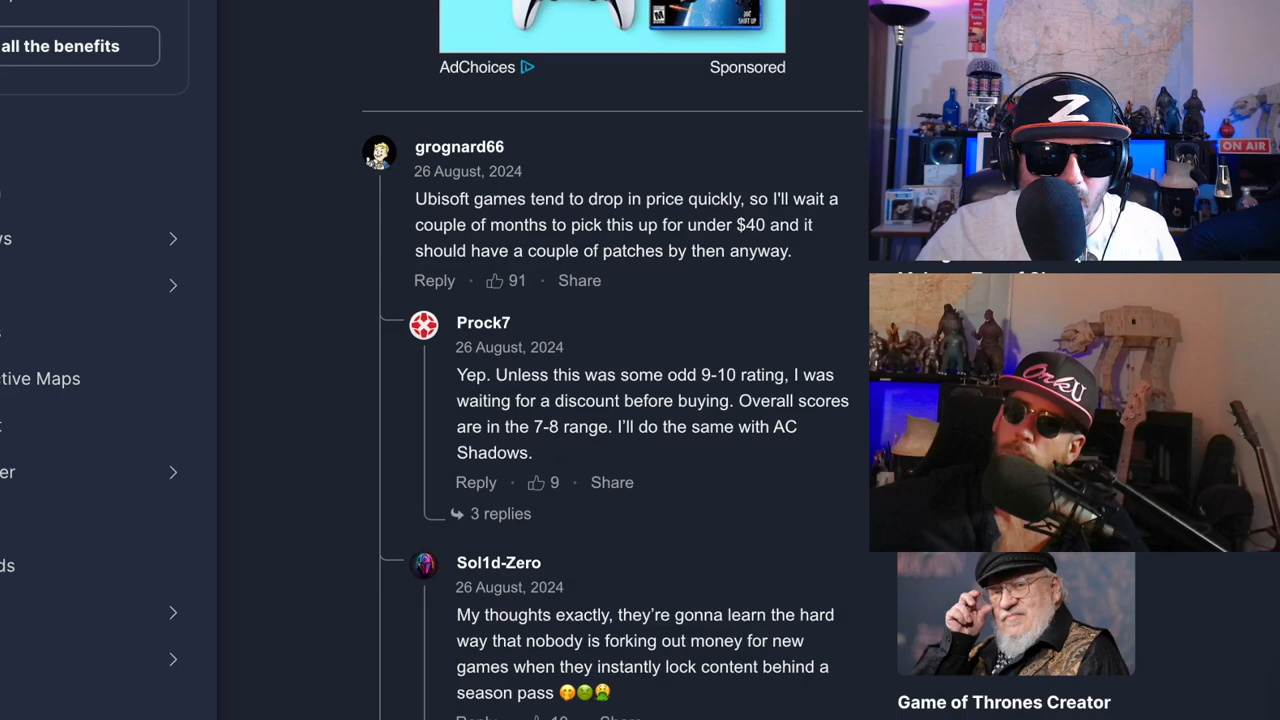 all the benefits
AdChoices
Sponsored
grognard66
26 August, 2024
Ubisoft games tend to drop in price quickly, so I'll wait a
couple of months to pick this up for under $40 and it
should have a couple of patches by then anyway.
Reply · 91 · Share
Prock7
26 August, 2024
Yep. Unless this was some odd 9-10 rating, I was
waiting for a discount before buying. Overall scores
are in the 7-8 range. I’ll do the same with AC
Shadows.
Reply · 9 · Share
3 replies
Sol1d-Zero
26 August, 2024
My thoughts exactly, they’re gonna learn the hard
way that nobody is forking out money for new
games when they instantly lock content behind a
season pass 🤭🤢🤮
ws
ctive Maps
er
ds
Z
ON AIR
OnkU
Game of Thrones Creator